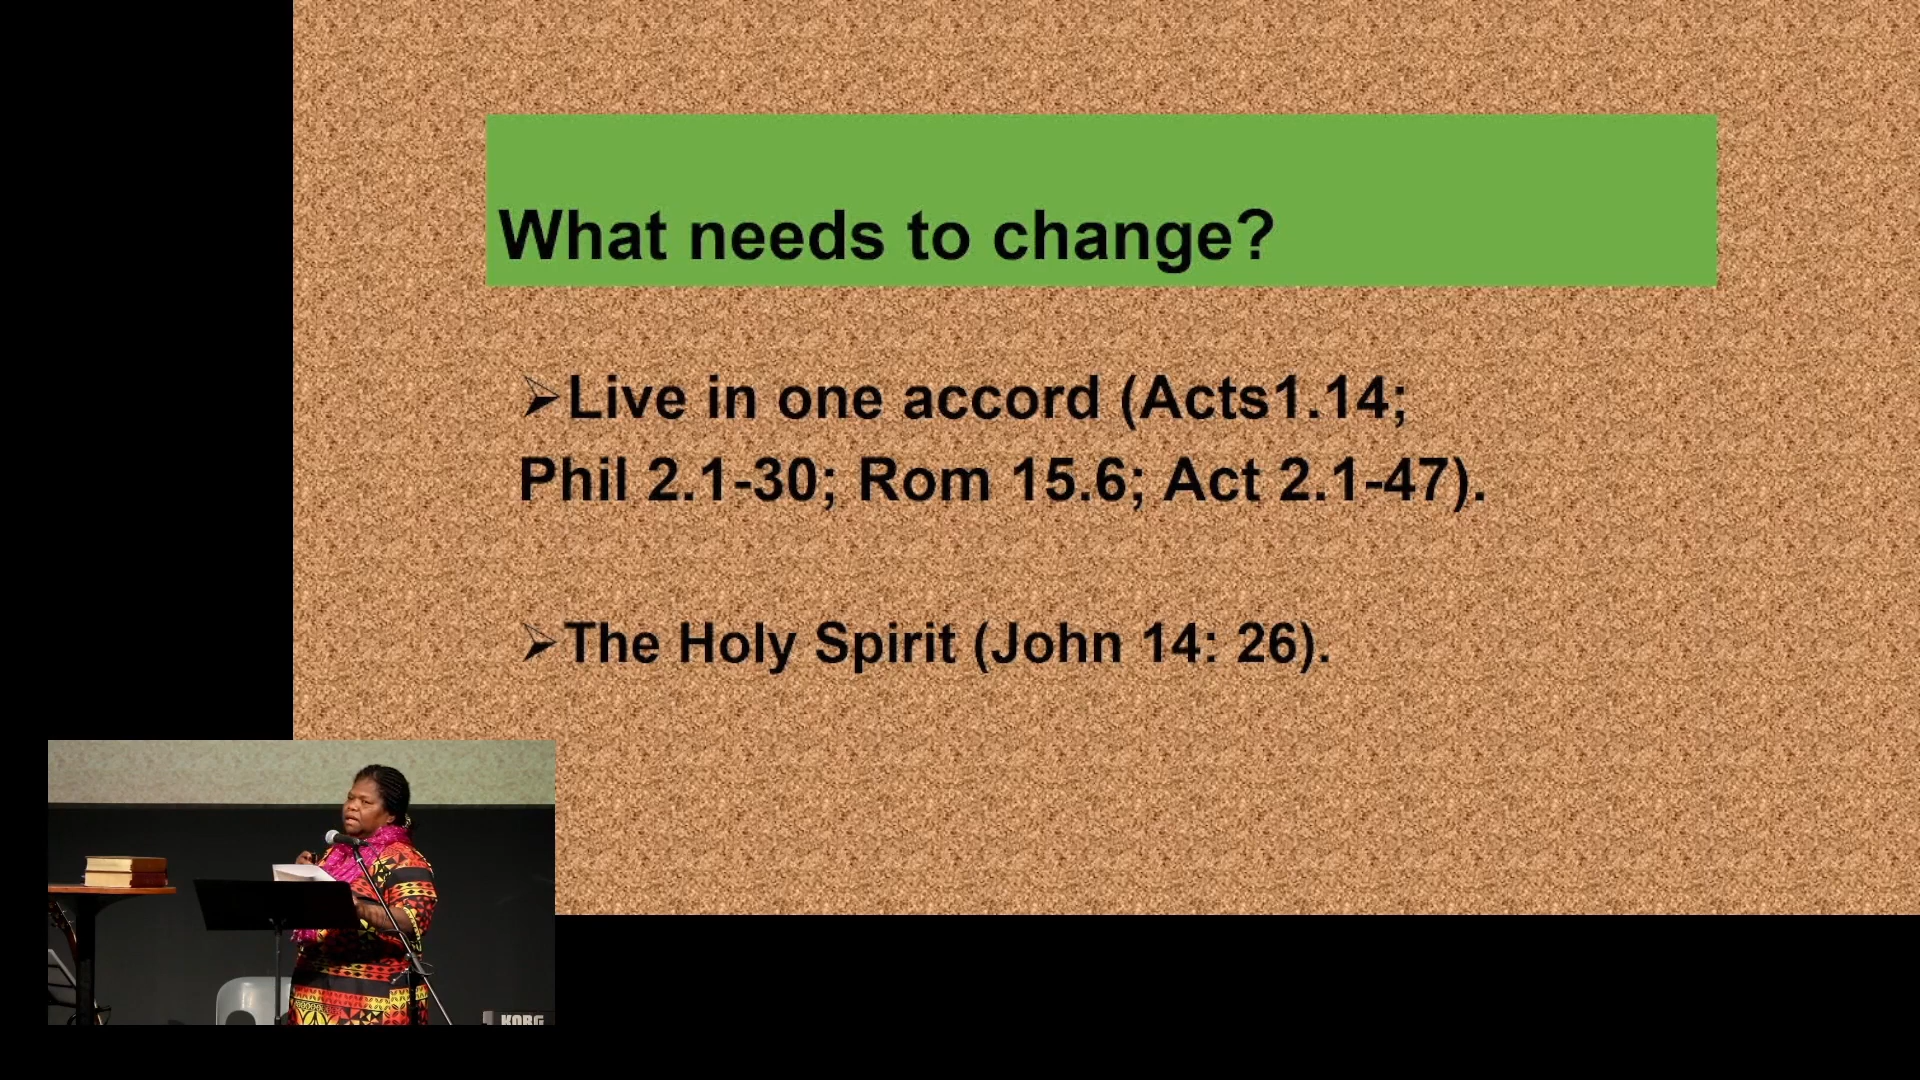 What needs to change?
➢Live in one accord (Acts1.14;
Phil 2.1-30; Rom 15.6; Act 2.1-47).
➢The Holy Spirit (John 14: 26).
KORG